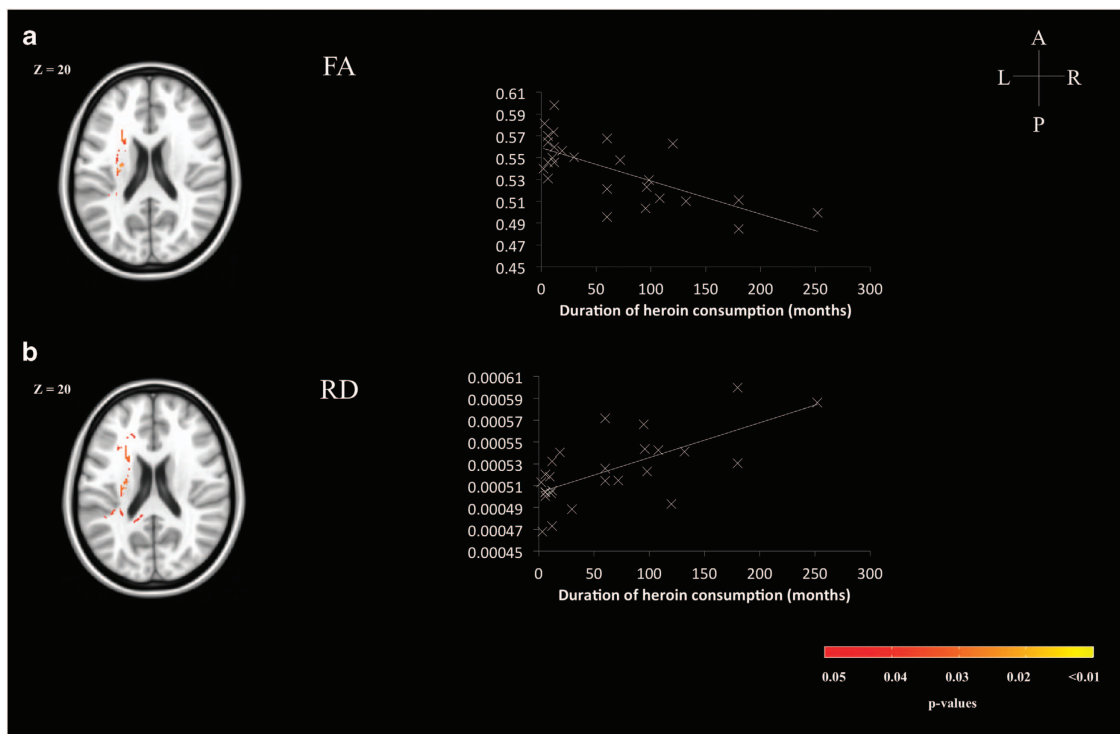 a
Z = 20
FA
A
L
R
P
0.61
0.59
0.57
0.55
0.53
0.51
0.49
0.47
0.45
0 50 100 150 200 250 300
Duration of heroin consumption (months)
b
Z = 20
RD
0.00061
0.00059
0.00057
0.00055
0.00053
0.00051
0.00049
0.00047
0.00045
0 50 100 150 200 250 300
Duration of heroin consumption (months)
0.05 0.04 0.03 0.02 <0.01
p-values